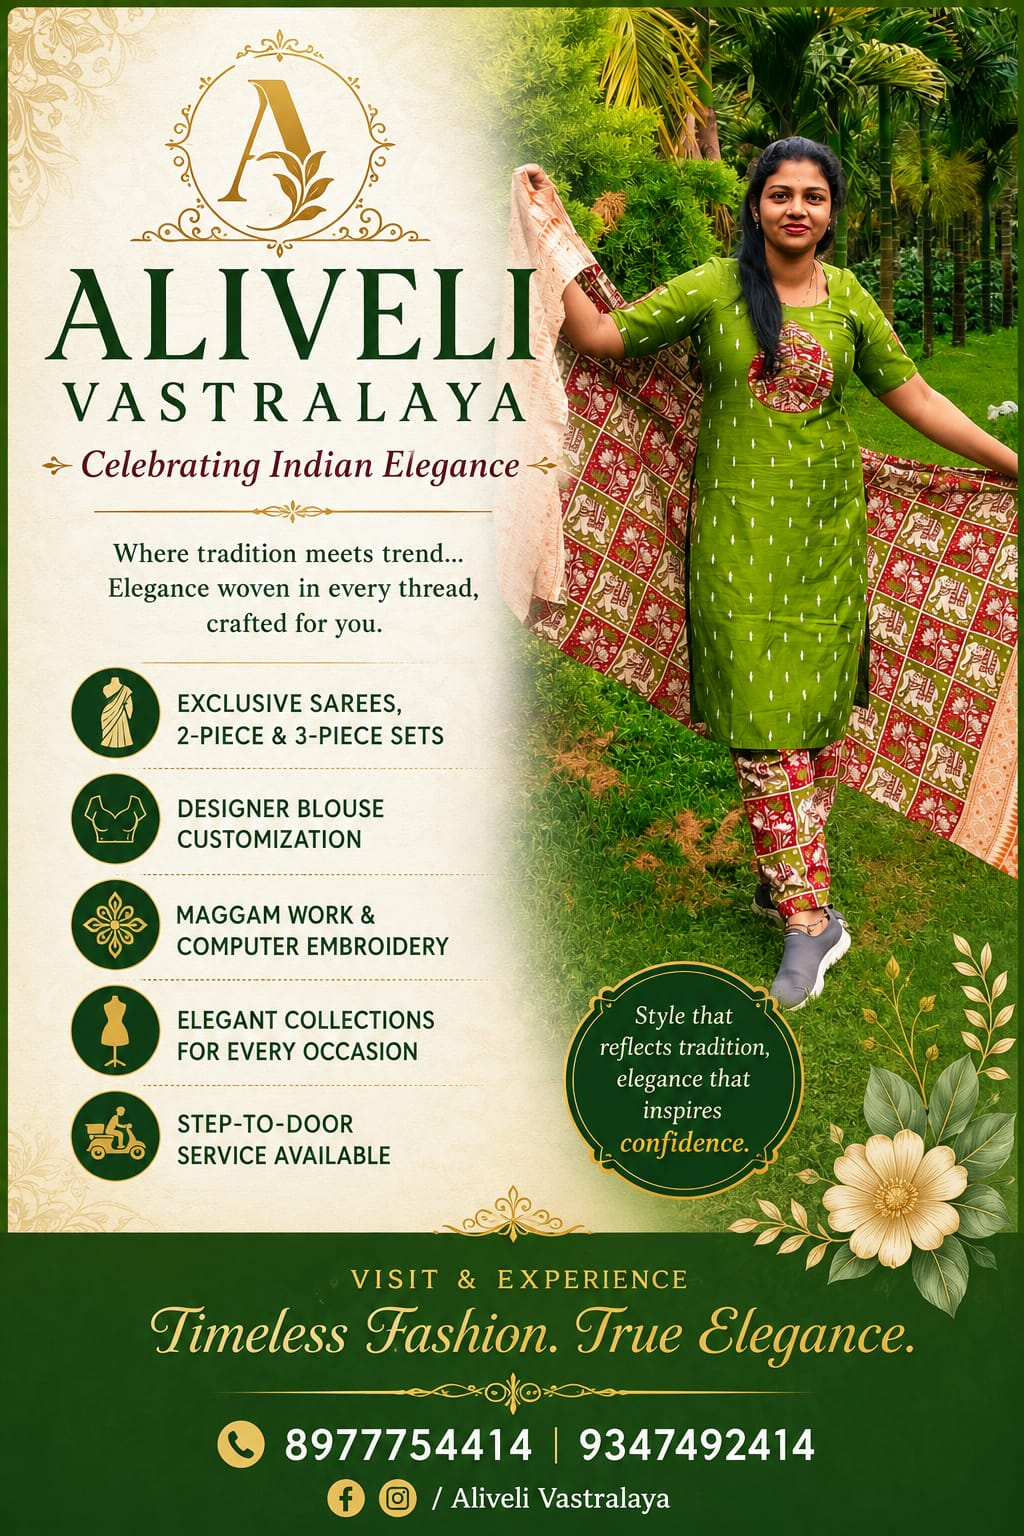 A
ALIVELI
VASTRALAYA
Celebrating Indian Elegance
Where tradition meets trend...
Elegance woven in every thread,
crafted for you.
EXCLUSIVE SAREES,
2-PIECE & 3-PIECE SETS
DESIGNER BLOUSE
CUSTOMIZATION
MAGGAM WORK &
COMPUTER EMBROIDERY
ELEGANT COLLECTIONS
FOR EVERY OCCASION
STEP-TO-DOOR
SERVICE AVAILABLE
Style that
reflects tradition,
elegance that
inspires
confidence.
VISIT & EXPERIENCE
Timeless Fashion. True Elegance.
8977754414 | 9347492414
/ Aliveli Vastralaya